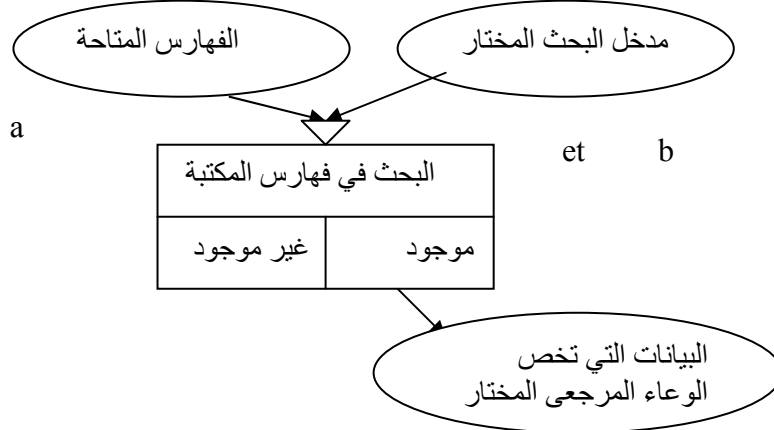 مدخل البحث المختار
الفهارس المتاحة
a
et b
البحث في فهارس المكتبة
موجود
غير موجود
البيانات التي تخص
الوعاء المرجعى المختار